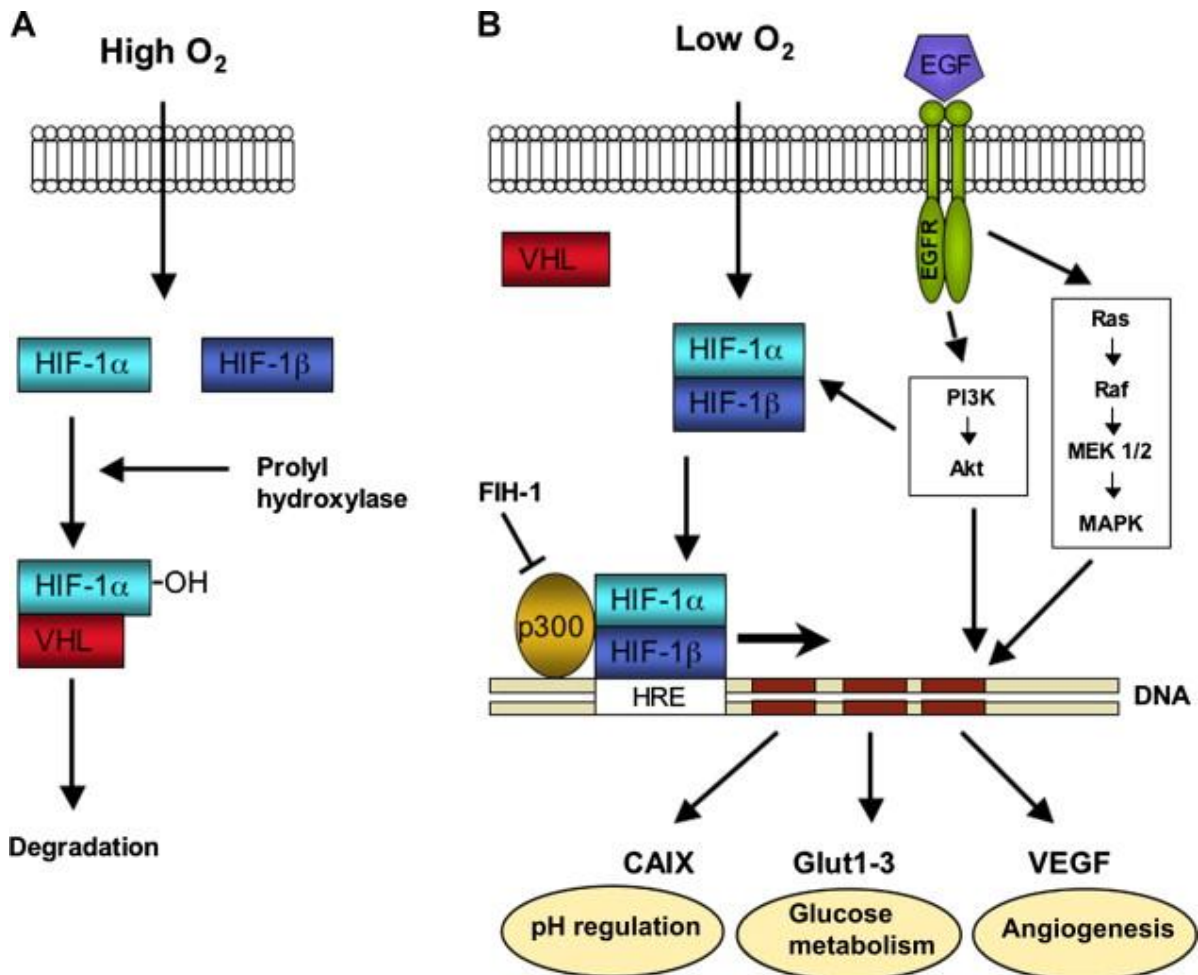 A
High O₂
HIF-1α
HIF-1β
Prolyl
hydroxylase
HIF-1α
-OH
VHL
Degradation
B
Low O₂
EGF
VHL
EGFR
HIF-1α
HIF-1β
PI3K
Akt
Ras
Raf
MEK 1/2
MAPK
FIH-1
p300
HIF-1α
HIF-1β
HRE
DNA
CAIX
Glut1-3
VEGF
pH regulation
Glucose
metabolism
Angiogenesis